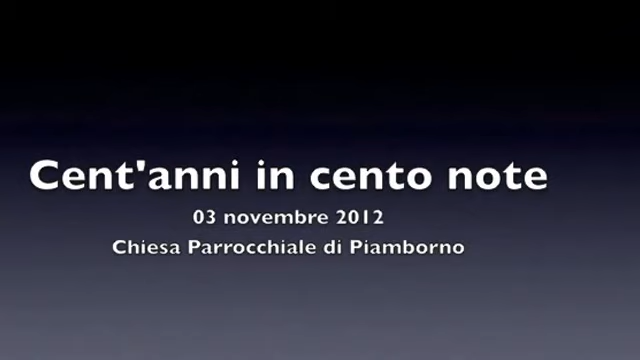 Cent'anni in cento note
03 novembre 2012
Chiesa Parrocchiale di Piamborno